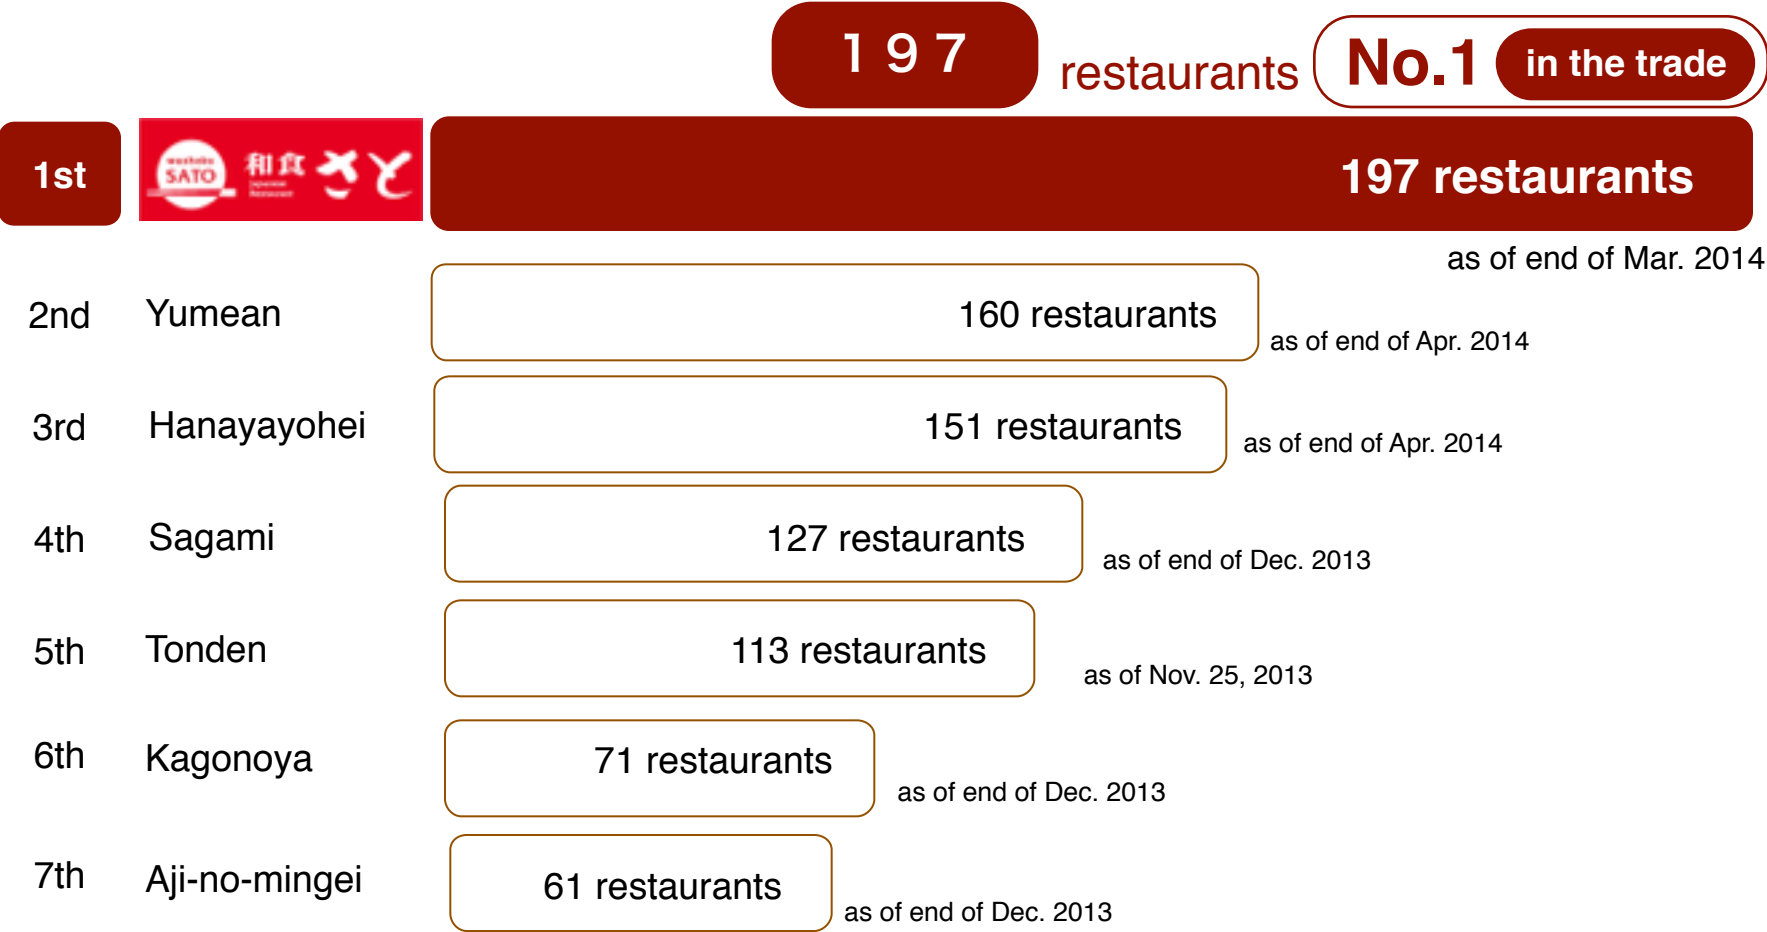 １９７ restaurants No.1 in the trade
1st washoku SATO 和食 Japanese Restaurant さと 197 restaurants
as of end of Mar. 2014
2nd Yumean 160 restaurants as of end of Apr. 2014
3rd Hanayayohei 151 restaurants as of end of Apr. 2014
4th Sagami 127 restaurants as of end of Dec. 2013
5th Tonden 113 restaurants as of Nov. 25, 2013
6th Kagonoya 71 restaurants as of end of Dec. 2013
7th Aji-no-mingei 61 restaurants as of end of Dec. 2013